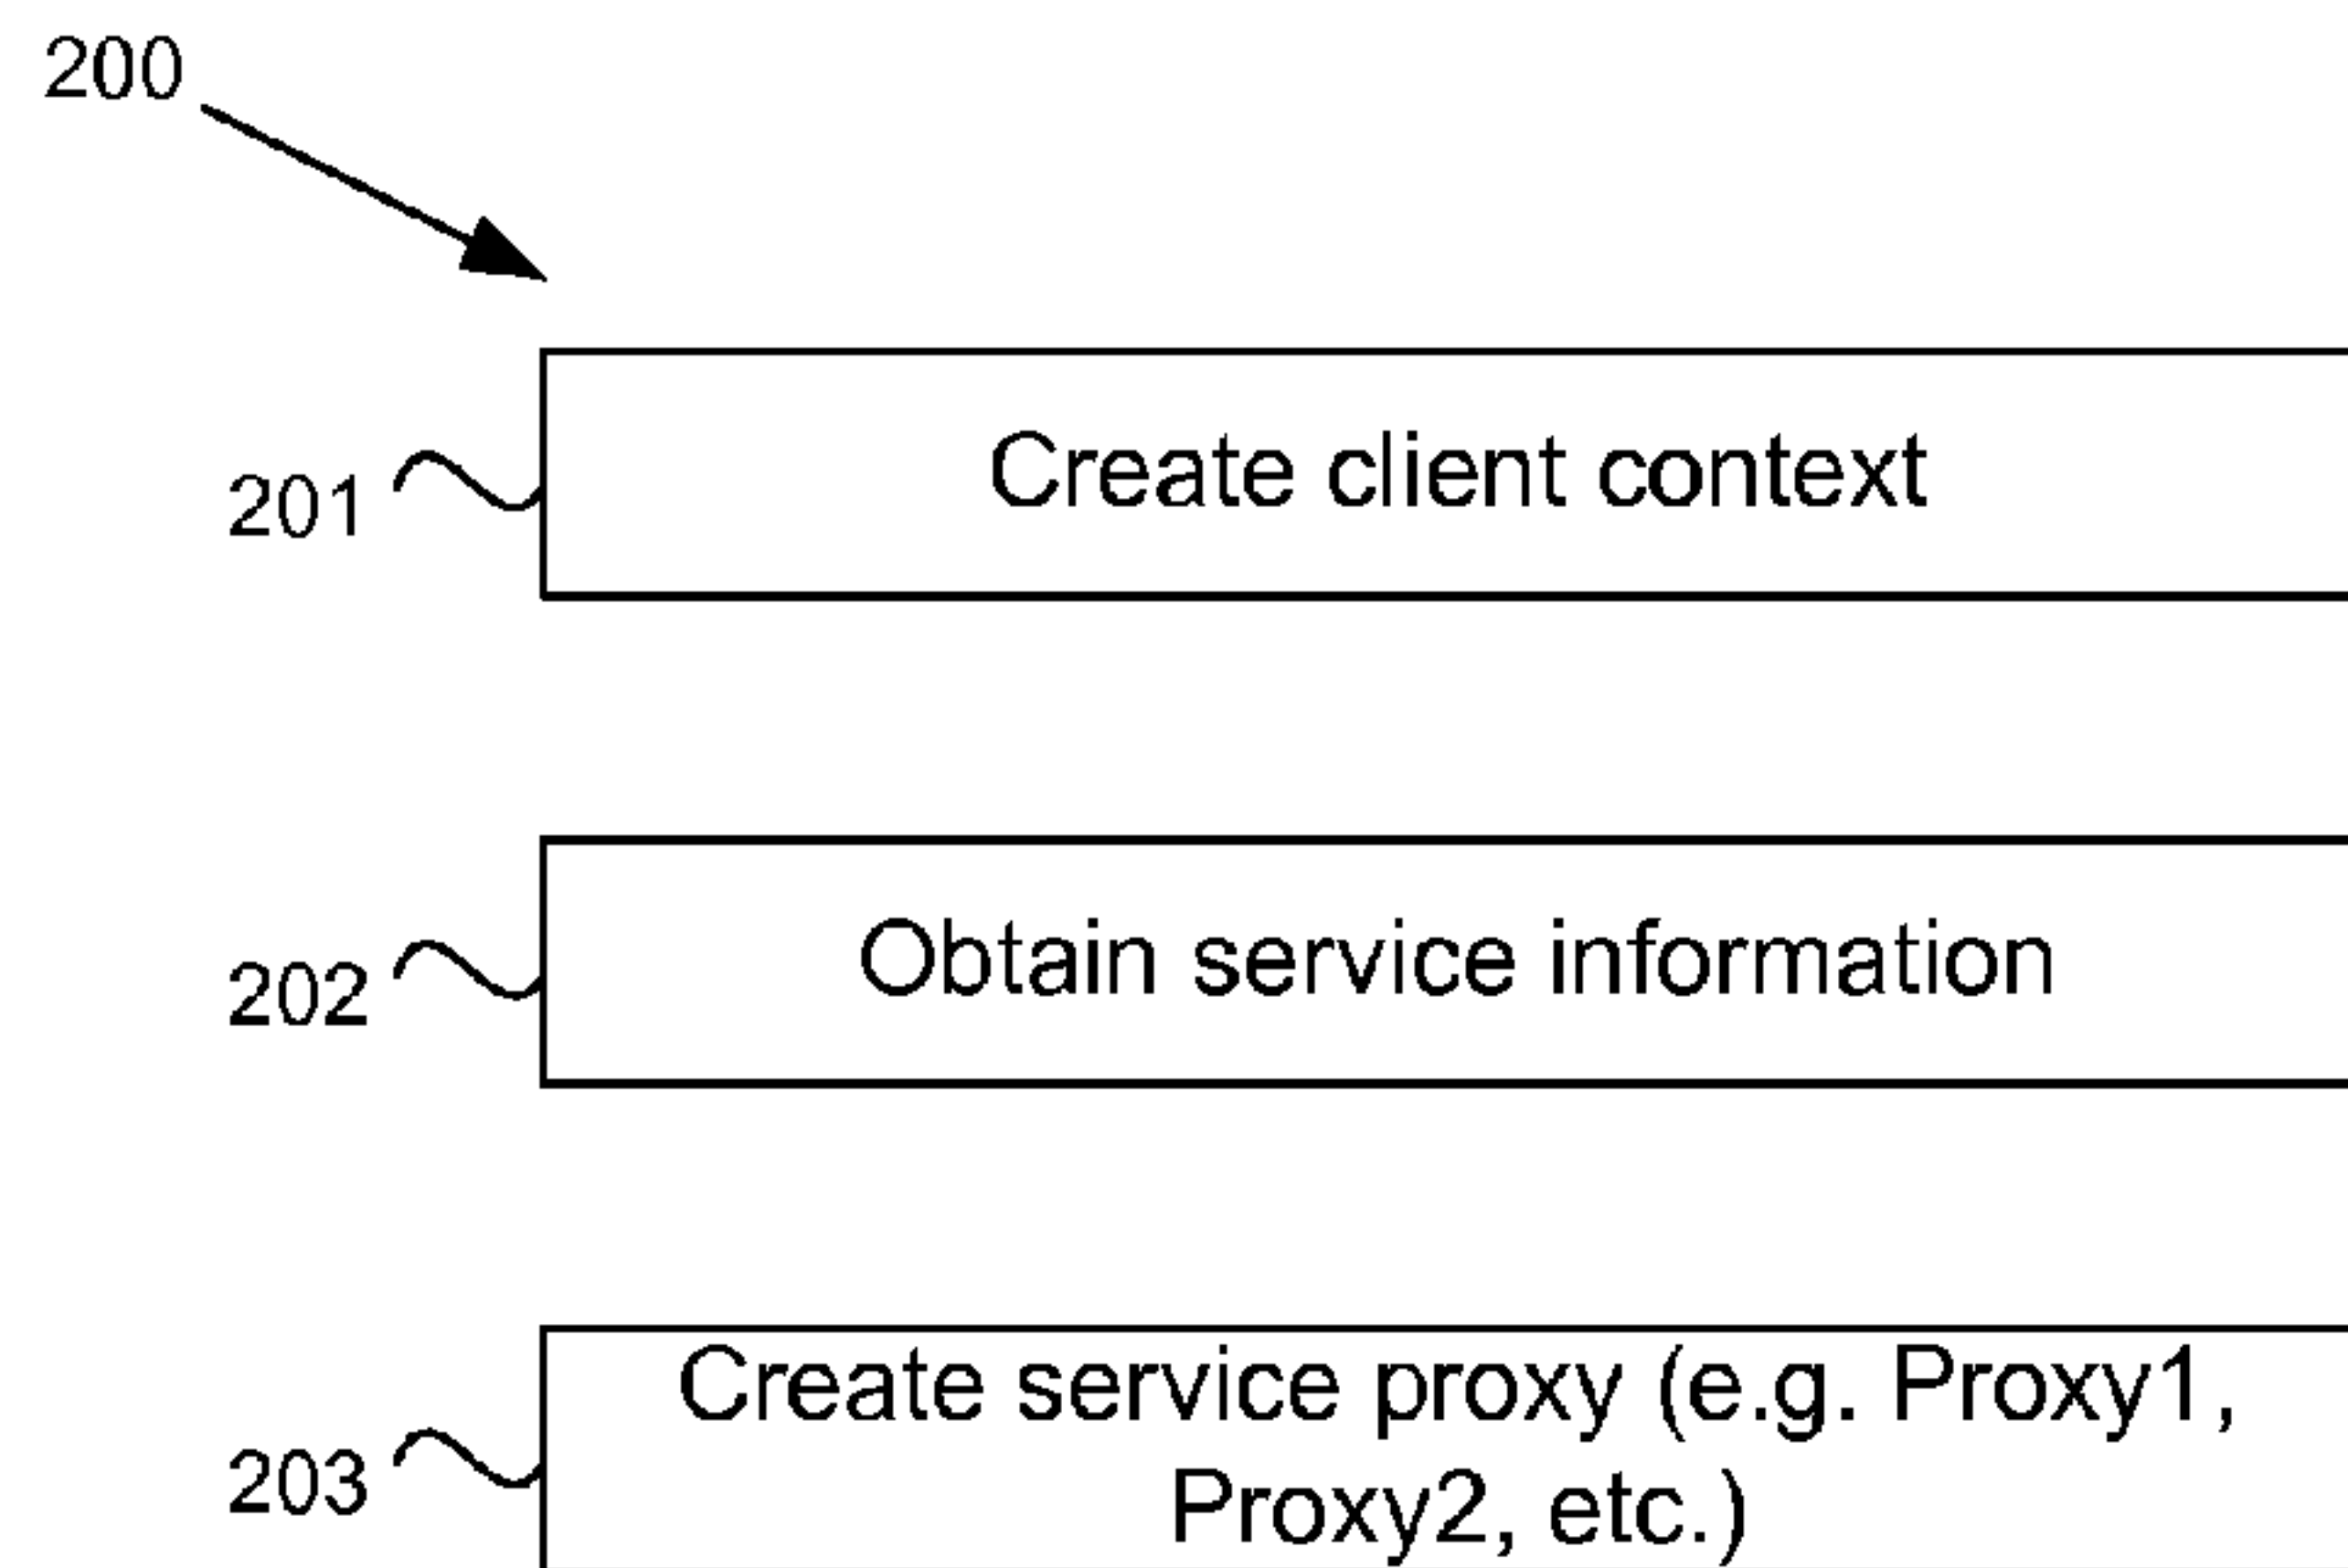 200
201
Create client context
202
Obtain service information
203
Create service proxy (e.g. Proxy1,
Proxy2, etc.)